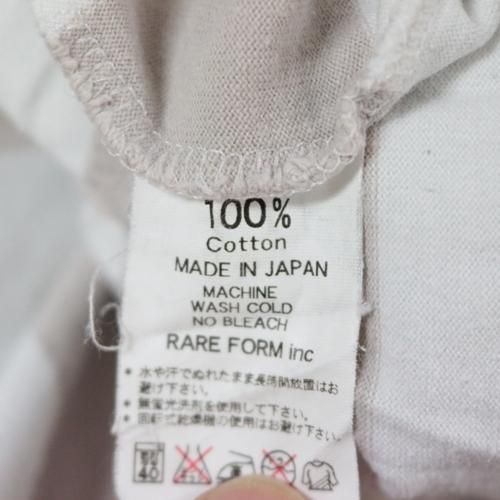 100%
Cotton
MADE IN JAPAN
MACHINE
WASH COLD
NO BLEACH
RARE FORM inc
* 水や汗でぬれたまま長時間放置はお
避け下さい。
* 無蛍光洗剤を使用して下さい。
* 回転式乾燥機の使用はお避け下さい。
40